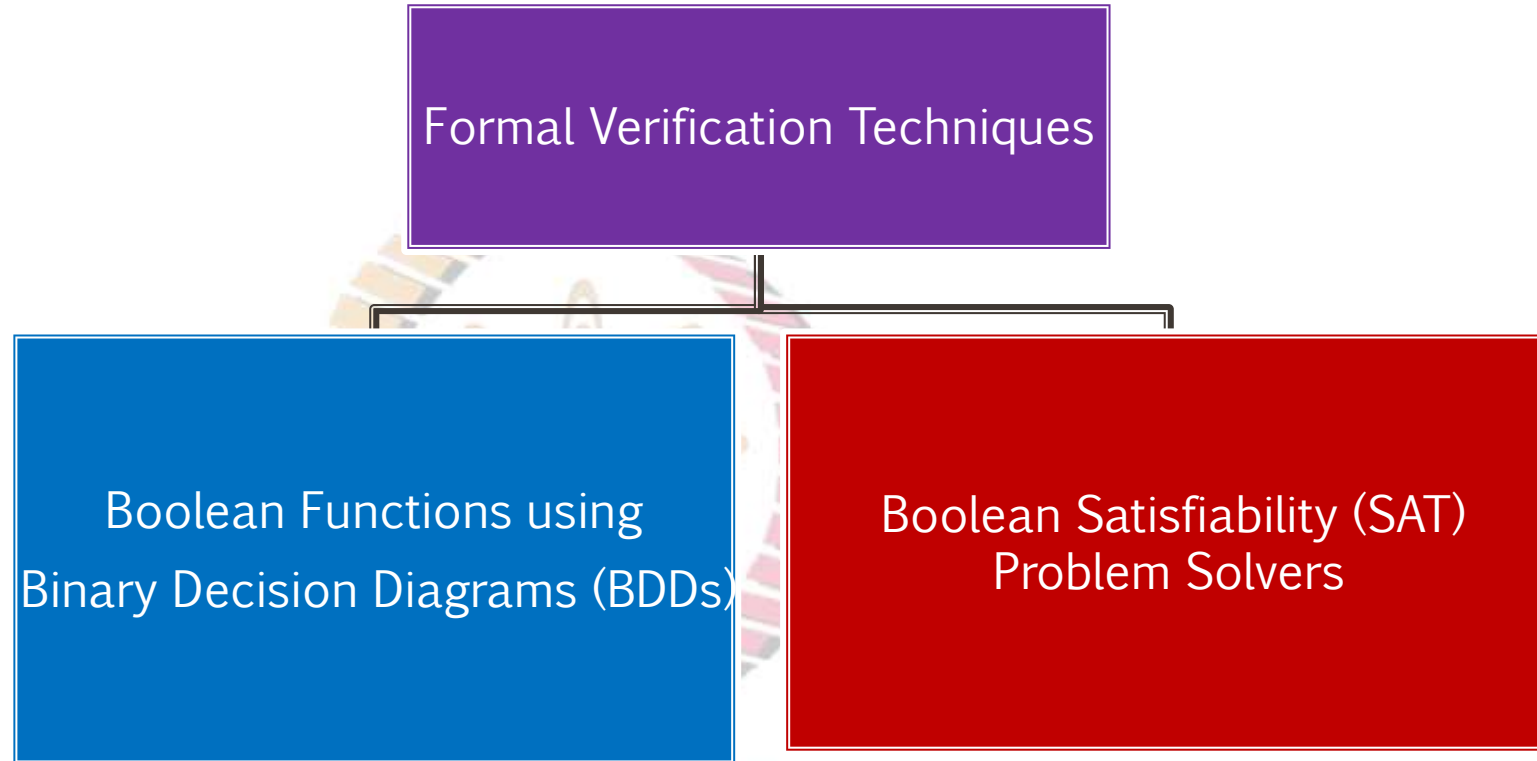 Formal Verification Techniques
Boolean Functions using
Binary Decision Diagrams (BDDs)
Boolean Satisfiability (SAT)
Problem Solvers